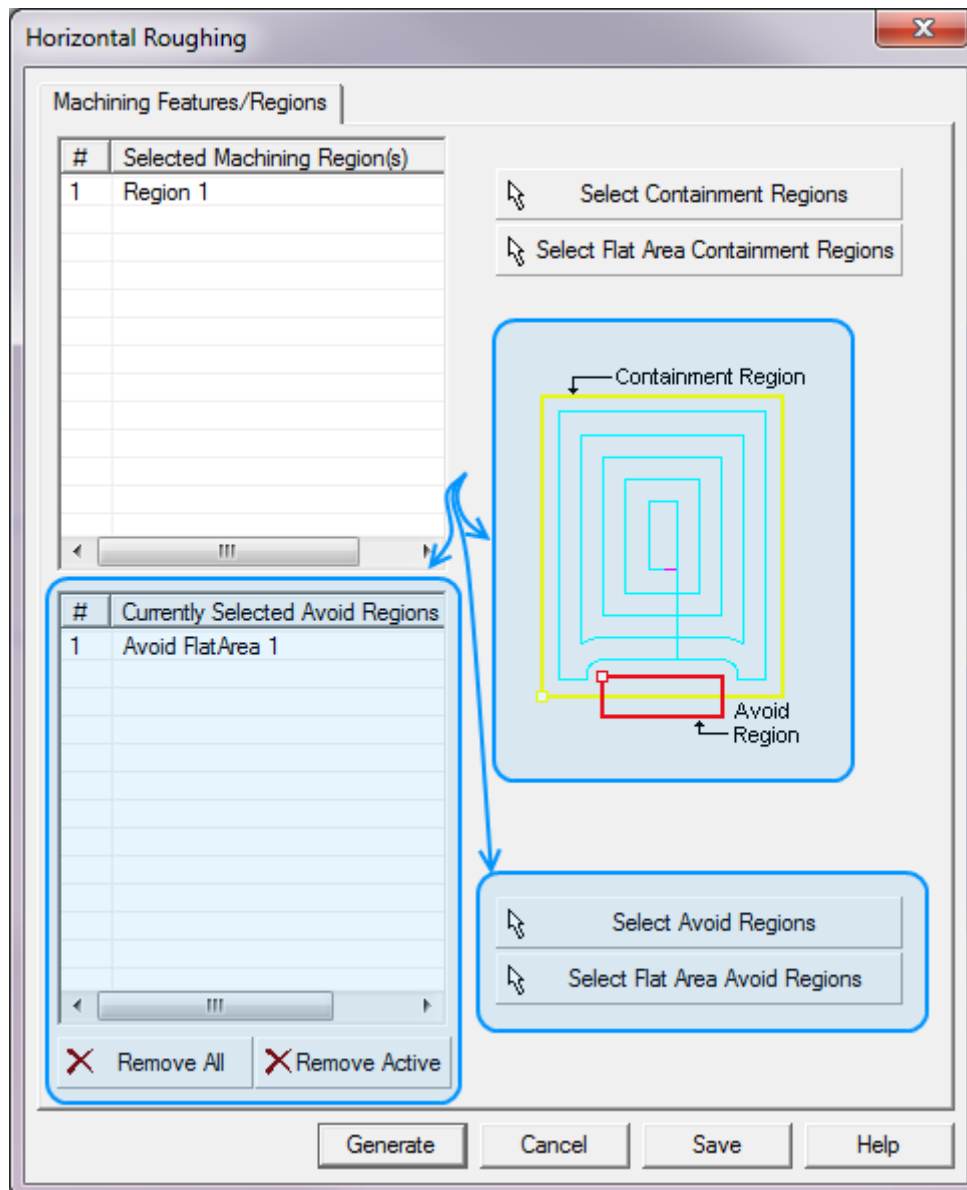 Horizontal Roughing
Machining Features/Regions
# Selected Machining Region(s)
1 Region 1
Select Containment Regions
Select Flat Area Containment Regions
Containment Region
Avoid
Region
# Currently Selected Avoid Regions
1 Avoid FlatArea 1
Select Avoid Regions
Select Flat Area Avoid Regions
Remove All Remove Active
Generate Cancel Save Help